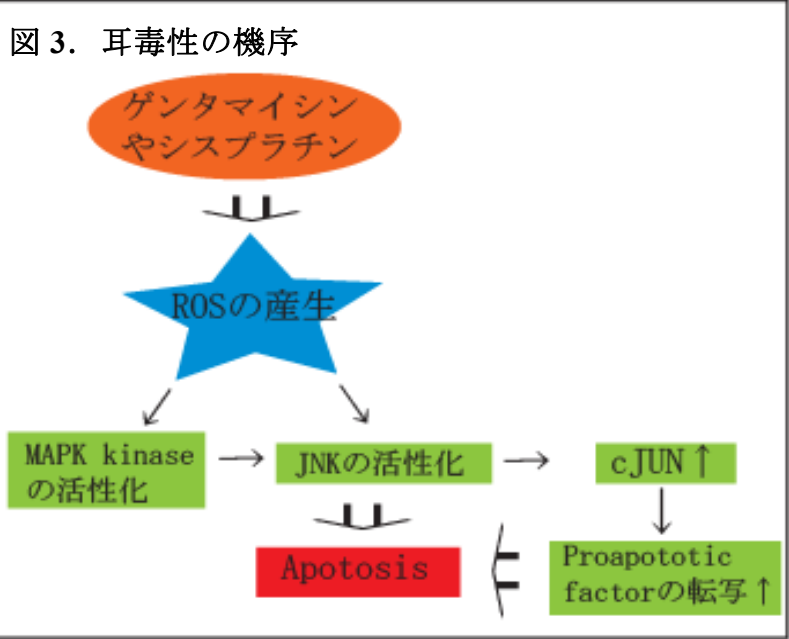 図 3. 耳毒性の機序
ゲンタマイシン
やシスプラチン
ROSの産生
MAPK kinase
の活性化
JNKの活性化
cJUN↑
Apotosis
Proapototic
factorの転写↑